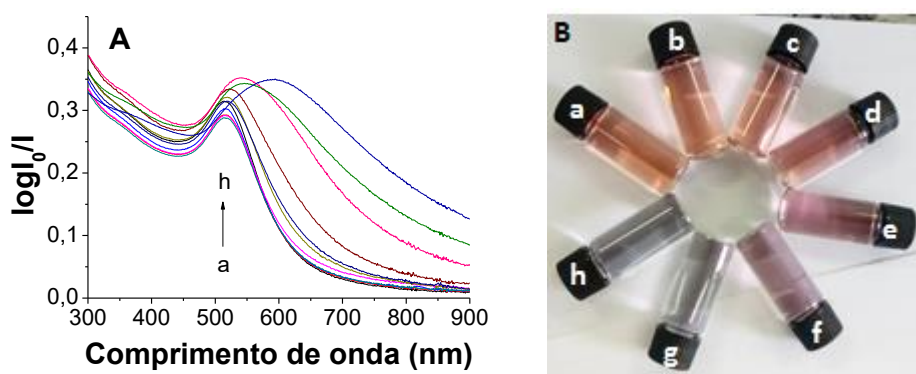 A
0,4
0,3
0,2
0,1
0,0
logI₀/I
h
a
300 400 500 600 700 800 900
Comprimento de onda (nm)
B
a
b
c
d
e
f
g
h